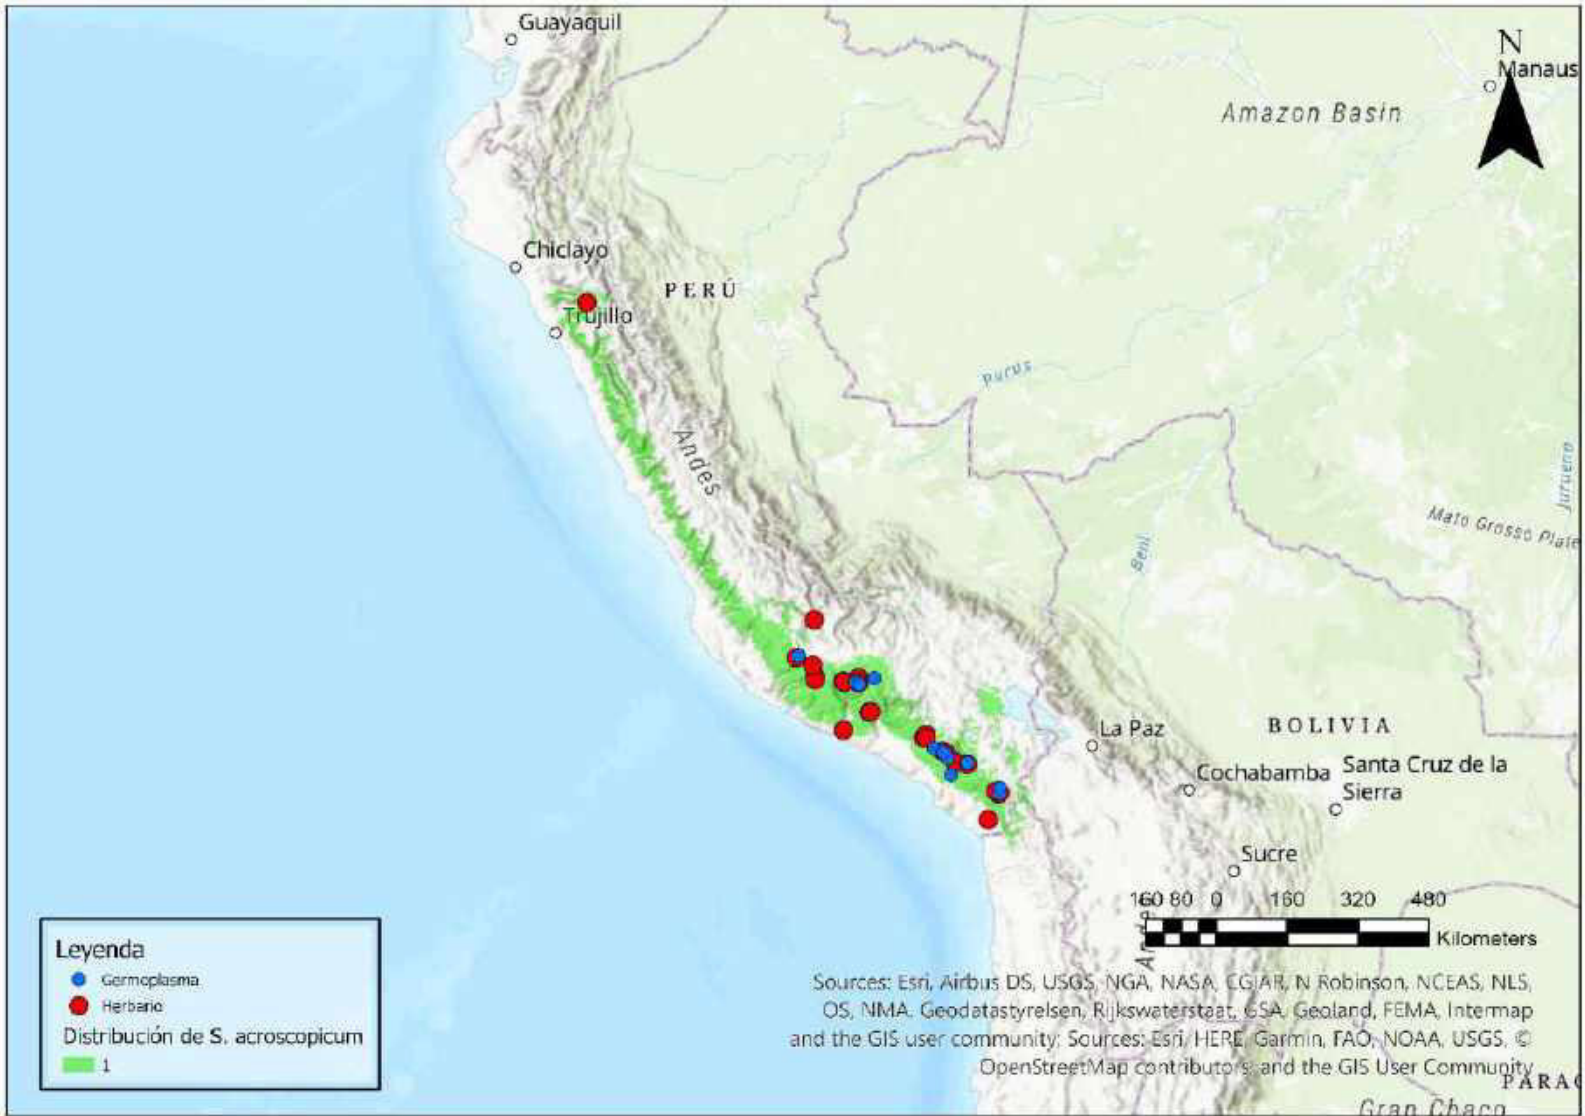 Guayaquil
N
Manaus
Amazon Basin
Chiclayo
PERÚ
Trujillo
Purus
Andes
Juruena
Mato Grosso Plate
Beni
La Paz
BOLIVIA
Cochabamba
Santa Cruz de la
Sierra
Sucre
160 80 0 160 320 480
Kilometers
Ande
Leyenda
Germoplasma
Herbario
Distribución de S. acroscopicum
1
Sources: Esri, Airbus DS, USGS, NGA, NASA, CGIAR, N Robinson, NCEAS, NLS,
OS, NMA, Geodatastyrelsen, Rijkswaterstaat, GSA, Geoland, FEMA, Intermap
and the GIS user community; Sources: Esri, HERE, Garmin, FAO, NOAA, USGS, ©
OpenStreetMap contributors, and the GIS User Community
PARAG
Gran Chaco